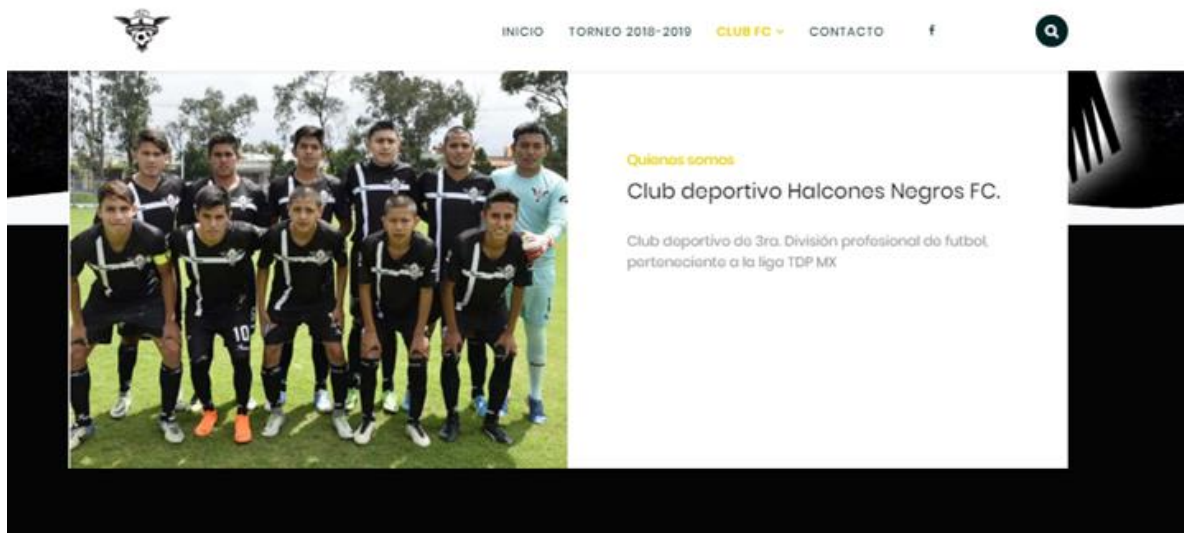 INICIO TORNEO 2018-2019 CLUB FC CONTACTO f
Quienes somos
Club deportivo Halcones Negros FC.
Club deportivo de 3ra. División profesional de futbol,
perteneciente a la liga TDP MX
10